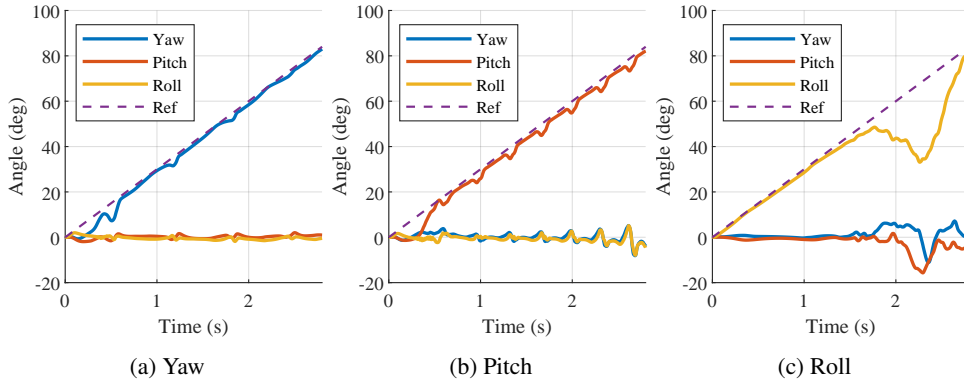 100
80
60
40
20
0
-20
Angle (deg)
Yaw
Pitch
Roll
Ref
0 1 2
Time (s)
(a) Yaw
100
80
60
40
20
0
-20
Angle (deg)
Yaw
Pitch
Roll
Ref
0 1 2
Time (s)
(b) Pitch
100
80
60
40
20
0
-20
Angle (deg)
Yaw
Pitch
Roll
Ref
0 1 2
Time (s)
(c) Roll